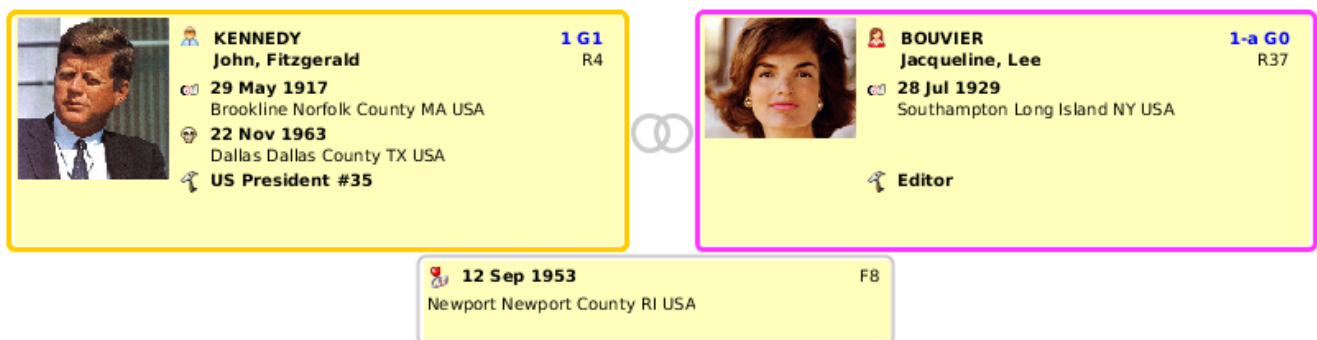 KENNEDY 1 G1
John, Fitzgerald R4
29 May 1917
Brookline Norfolk County MA USA
22 Nov 1963
Dallas Dallas County TX USA
US President #35
BOUVIER 1-a G0
Jacqueline, Lee R37
28 Jul 1929
Southampton Long Island NY USA
Editor
12 Sep 1953 F8
Newport Newport County RI USA